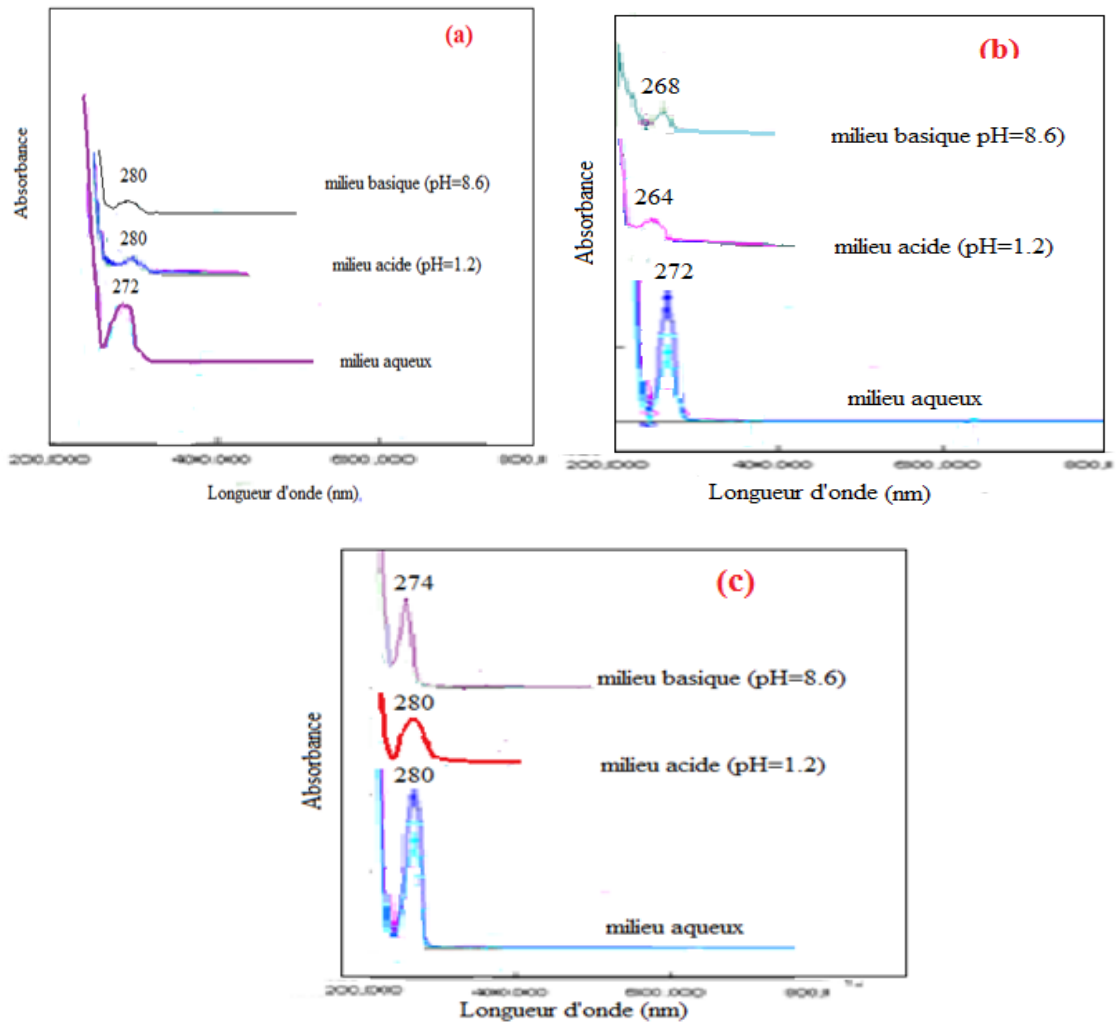 (a)
Absorbance
280
milieu basique (pH=8.6)
280
milieu acide (pH=1.2)
272
milieu aqueux
200,0000
Longueur d'onde (nm),
(b)
Absorbance
268
milieu basique pH=8.6)
264
milieu acide (pH=1.2)
272
milieu aqueux
Longueur d'onde (nm)
(c)
Absorbance
274
milieu basique (pH=8.6)
280
milieu acide (pH=1.2)
280
milieu aqueux
Longueur d'onde (nm)